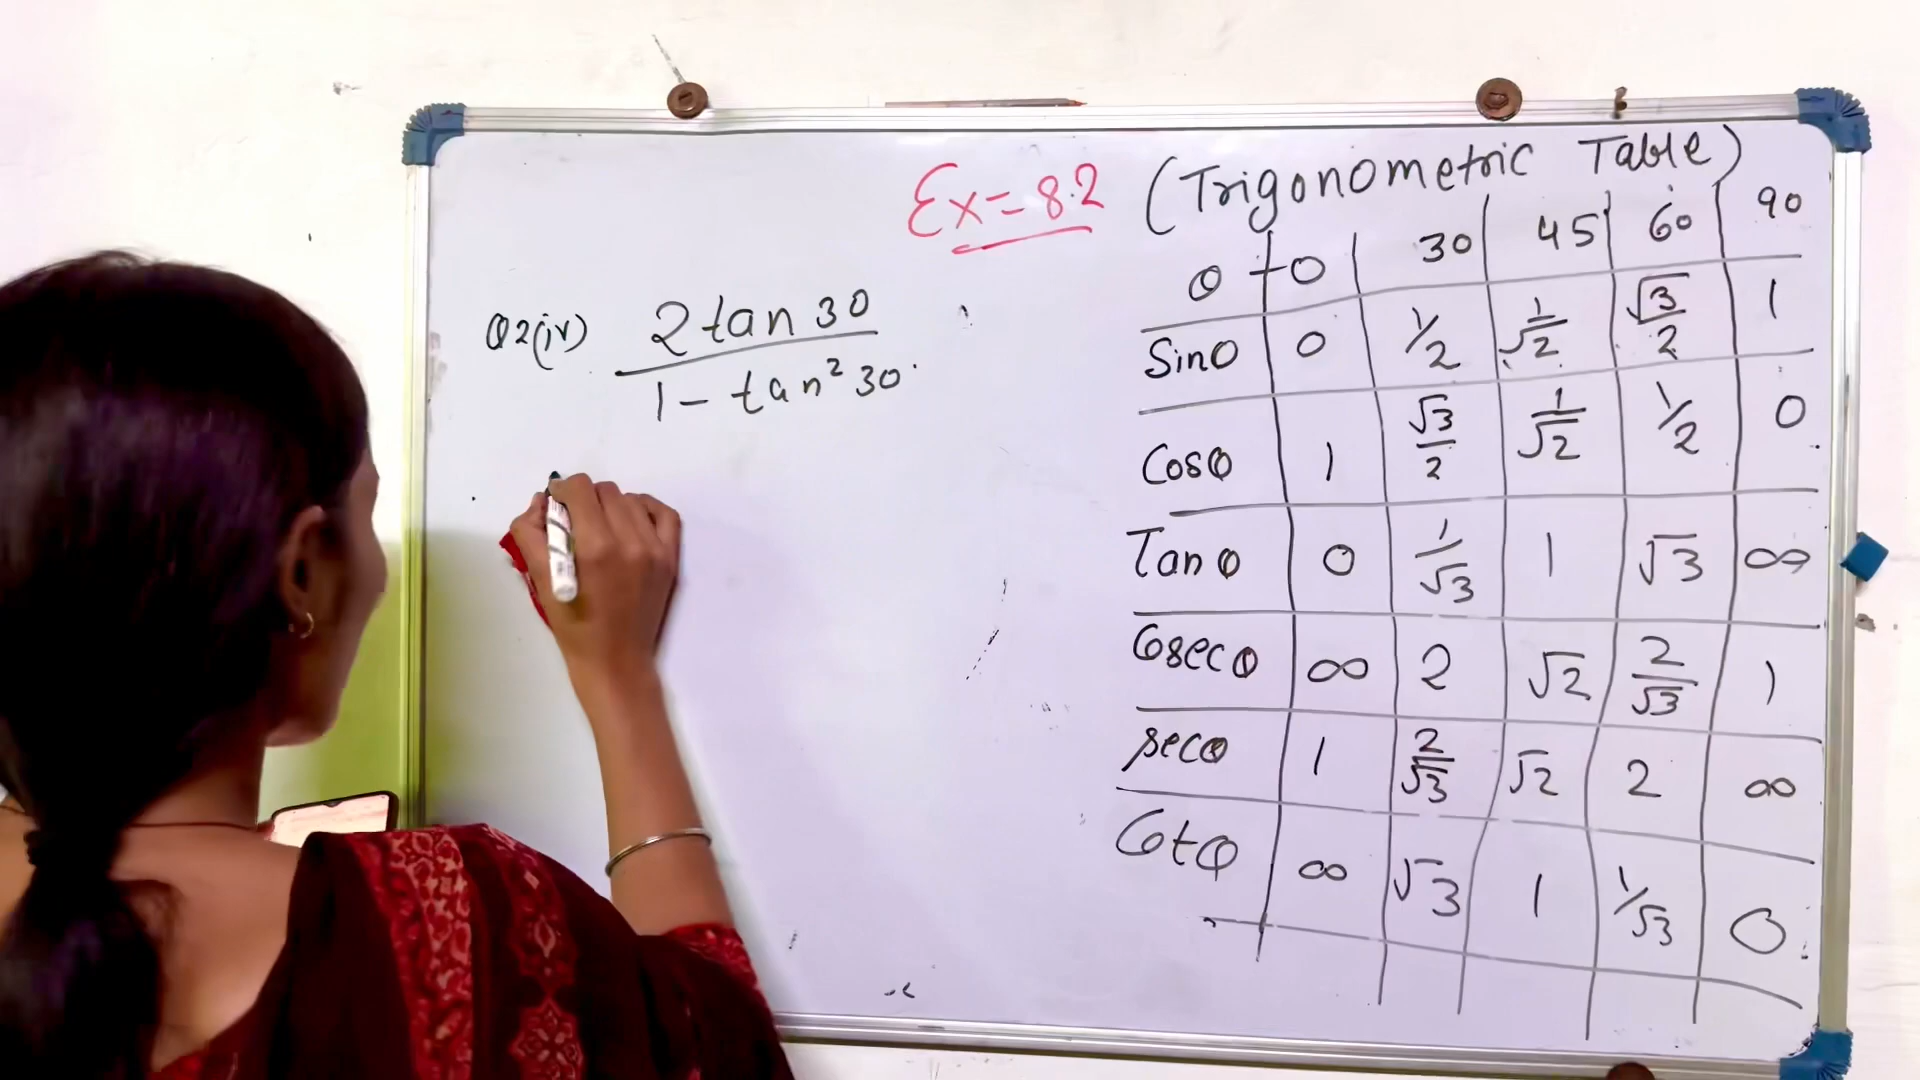 Ex = 8.2 (Trigonometric Table)
Q2(iv) 2 tan 30 / 1 - tan² 30
θ 0 30 45 60 90
Sinθ 0 1/2 1/√2 √3/2 1
Cosθ 1 √3/2 1/√2 1/2 0
Tanθ 0 1/√3 1 √3 ∞
Cosecθ ∞ 2 √2 2/√3 1
secθ 1 2/√3 √2 2 ∞
Cotθ ∞ √3 1 1/√3 0